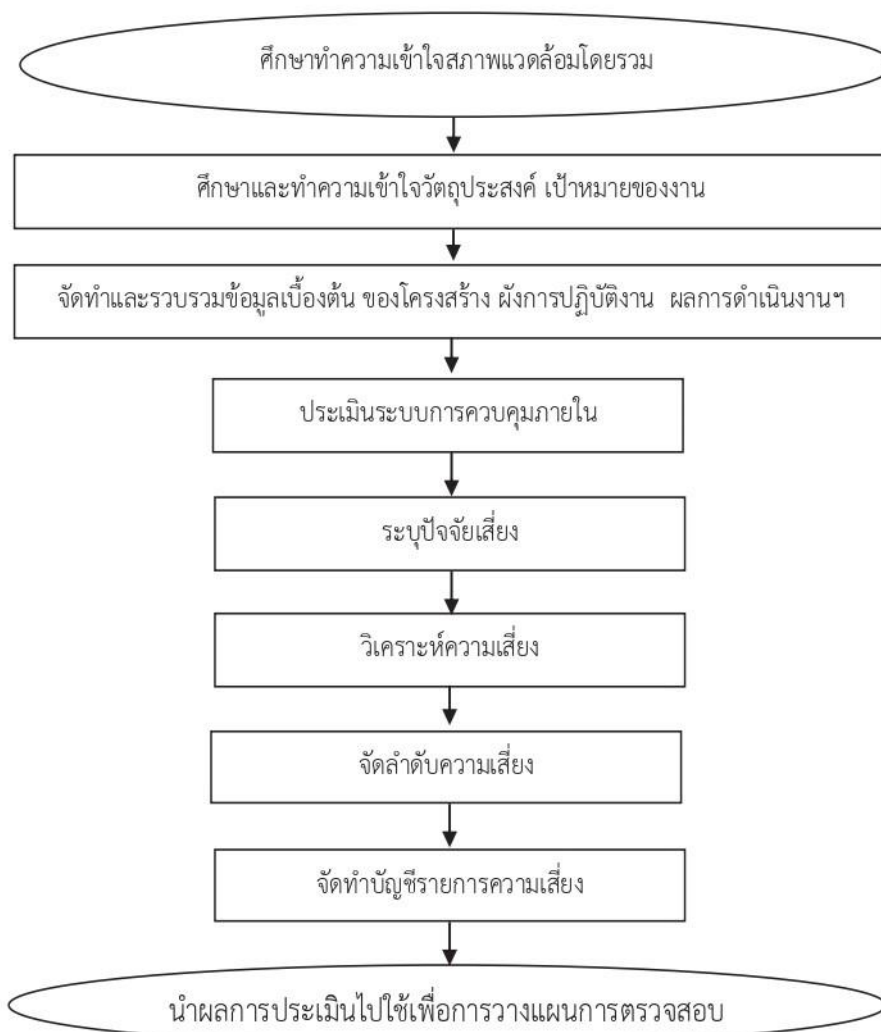 ศึกษาทำความเข้าใจสภาพแวดล้อมโดยรวม
ศึกษาและทำความเข้าใจวัตถุประสงค์ เป้าหมายของงาน
จัดทำและรวบรวมข้อมูลเบื้องต้น ของโครงสร้าง ผังการปฏิบัติงาน ผลการดำเนินงานฯ
ประเมินระบบการควบคุมภายใน
ระบุปัจจัยเสี่ยง
วิเคราะห์ความเสี่ยง
จัดลำดับความเสี่ยง
จัดทำบัญชีรายการความเสี่ยง
นำผลการประเมินไปใช้เพื่อการวางแผนการตรวจสอบ